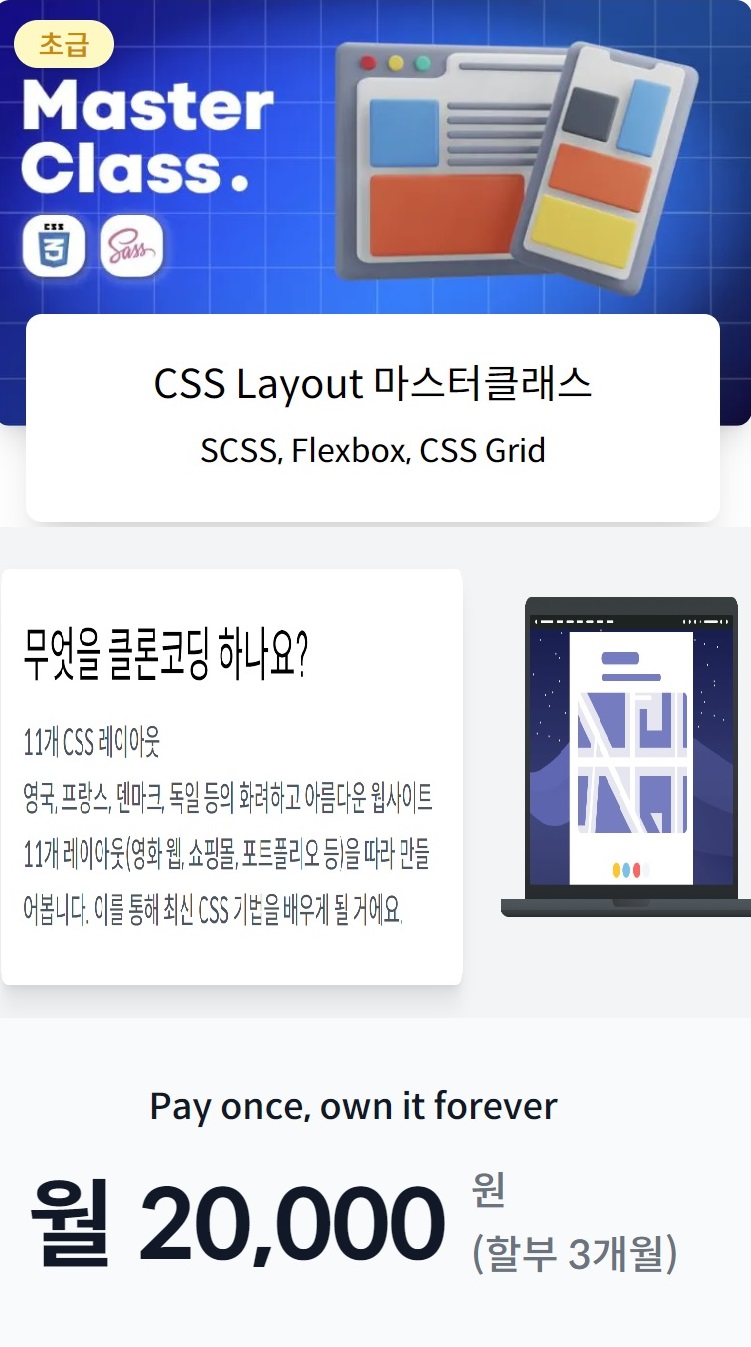 초급
Master
Class.
CSS
3
Sass
CSS Layout 마스터클래스
SCSS, Flexbox, CSS Grid
무엇을 클론코딩 하나요?
11개 CSS 레이아웃
영국, 프랑스, 덴마크, 독일 등의 화려하고 아름다운 웹사이트
11개 레이아웃(영화 웹, 쇼핑몰, 포트폴리오 등)을 따라 만들
어봅니다. 이를 통해 최신 CSS 기법을 배우게 될 거에요.
Pay once, own it forever
월 20,000 원
(할부 3개월)